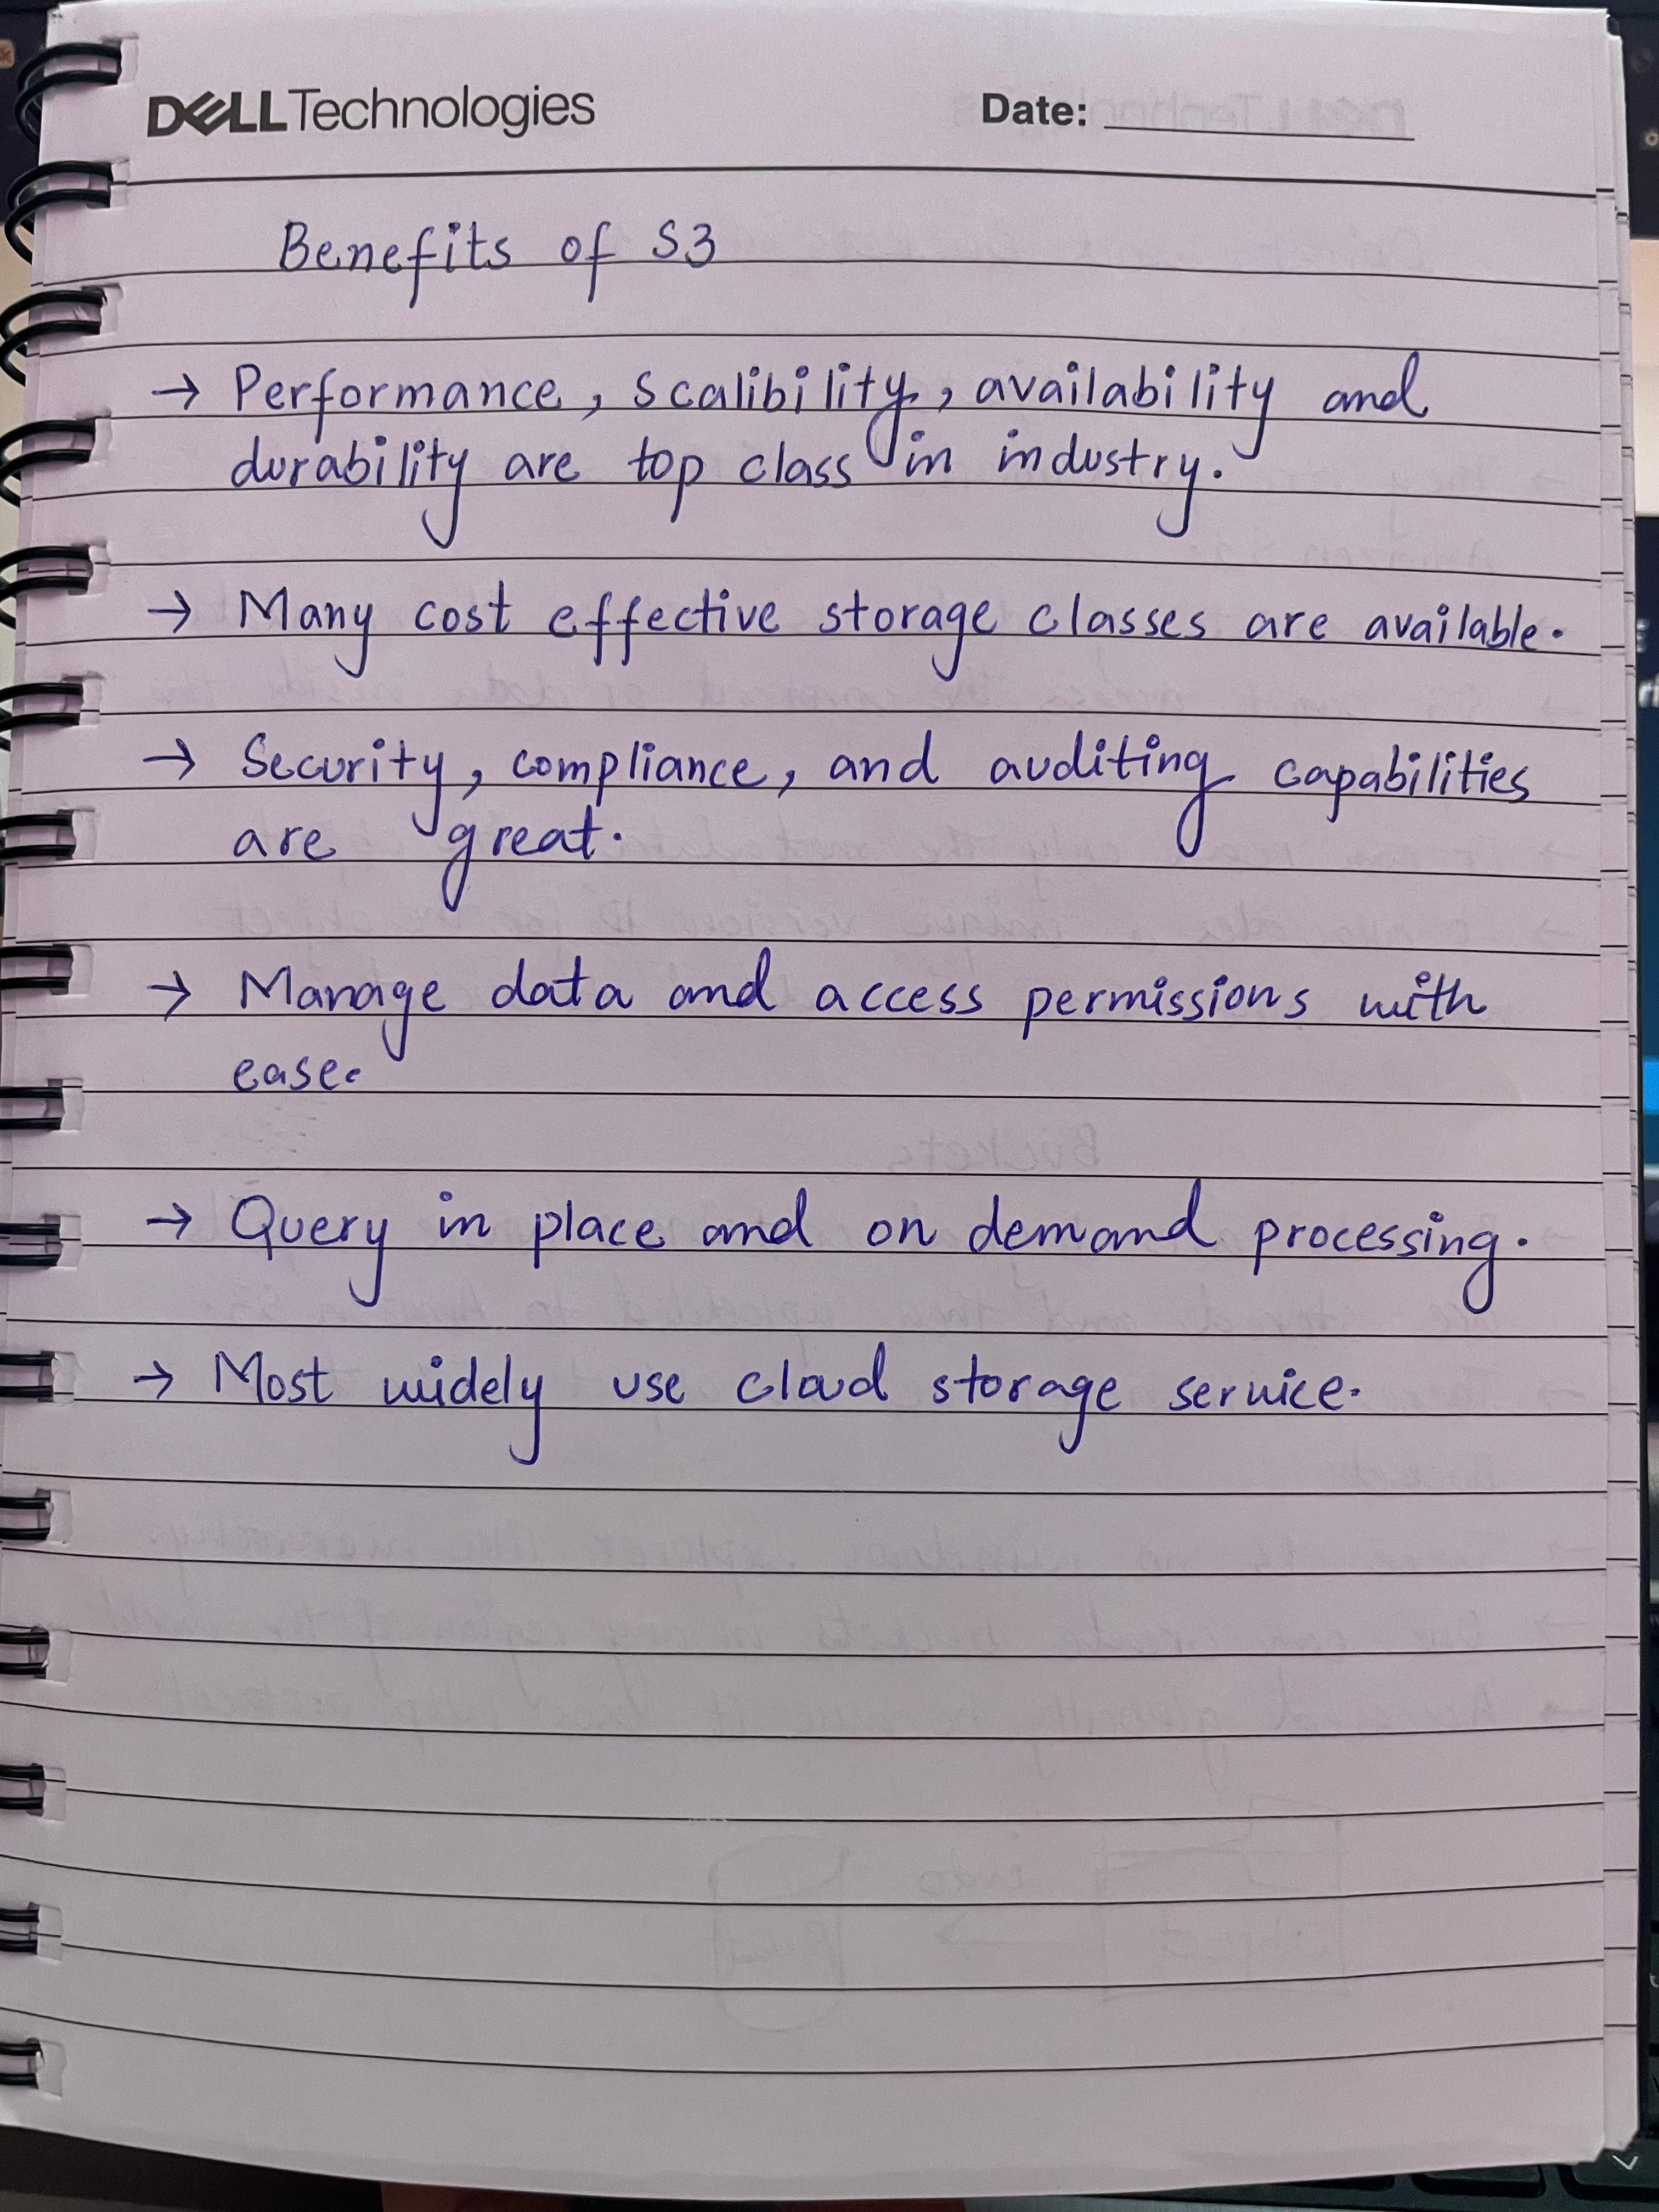 DELL Technologies Date:
Benefits of S3
→ Performance, scalibility, availability and
durability are top class in industry.
→ Many cost effective storage classes are available.
→ Security, compliance, and auditing capabilities
are great.
→ Manage data and access permissions with
ease.
→ Query in place and on demand processing.
→ Most widely use cloud storage service.